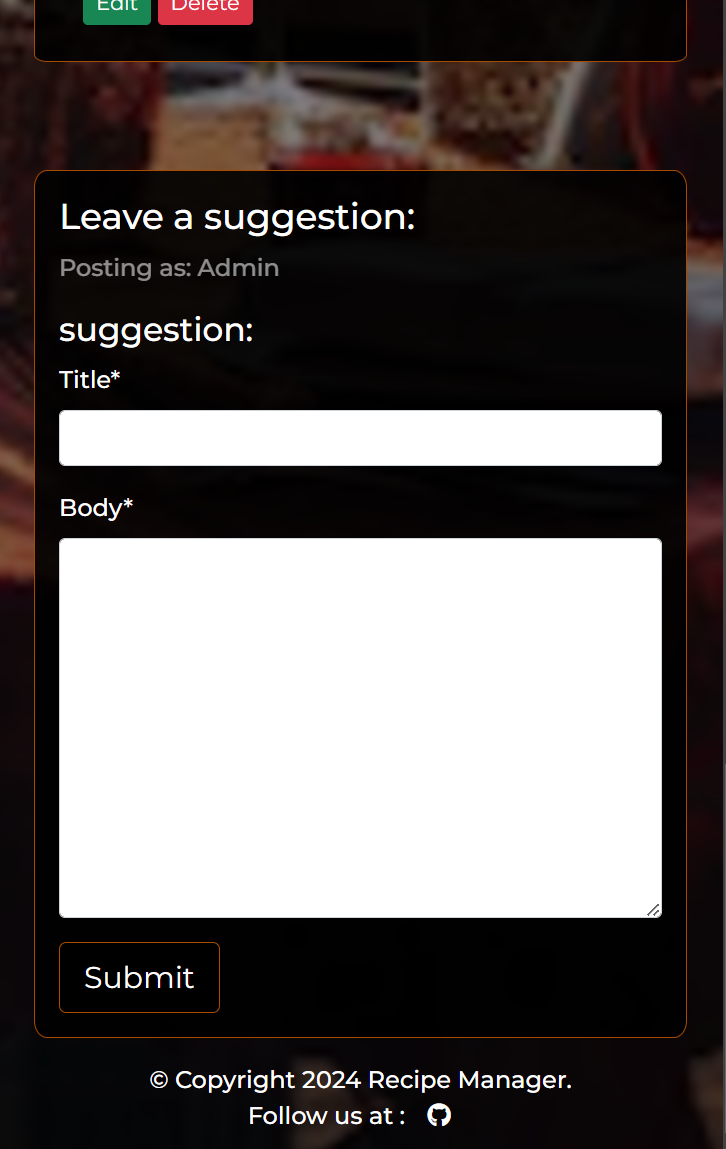 Edit Delete
Leave a suggestion:
Posting as: Admin
suggestion:
Title*
Body*
Submit
© Copyright 2024 Recipe Manager.
Follow us at :